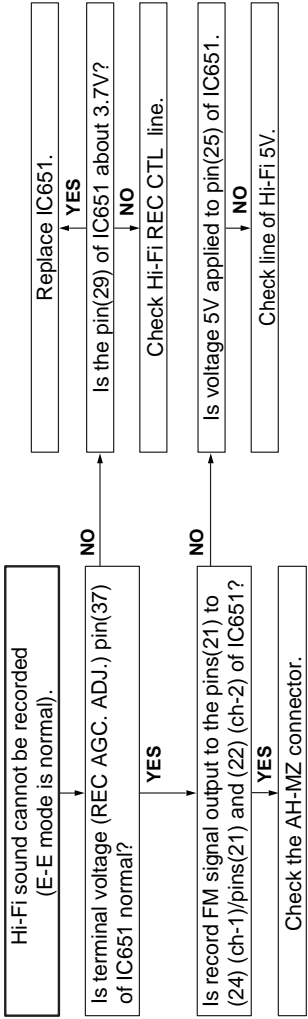 Hi-Fi sound cannot be recorded
(E-E mode is normal).
Is terminal voltage (REC AGC. ADJ.) pin(37)
of IC651 normal?
NO
YES
Replace IC651.
YES
Is the pin(29) of IC651 about 3.7V?
NO
Check Hi-Fi REC CTL line.
Is record FM signal output to the pins(21) to
(24) (ch-1)/pins(21) and (22) (ch-2) of IC651?
NO
YES
Is voltage 5V applied to pin(25) of IC651.
NO
Check line of Hi-Fi 5V.
Check the AH-MZ connector.